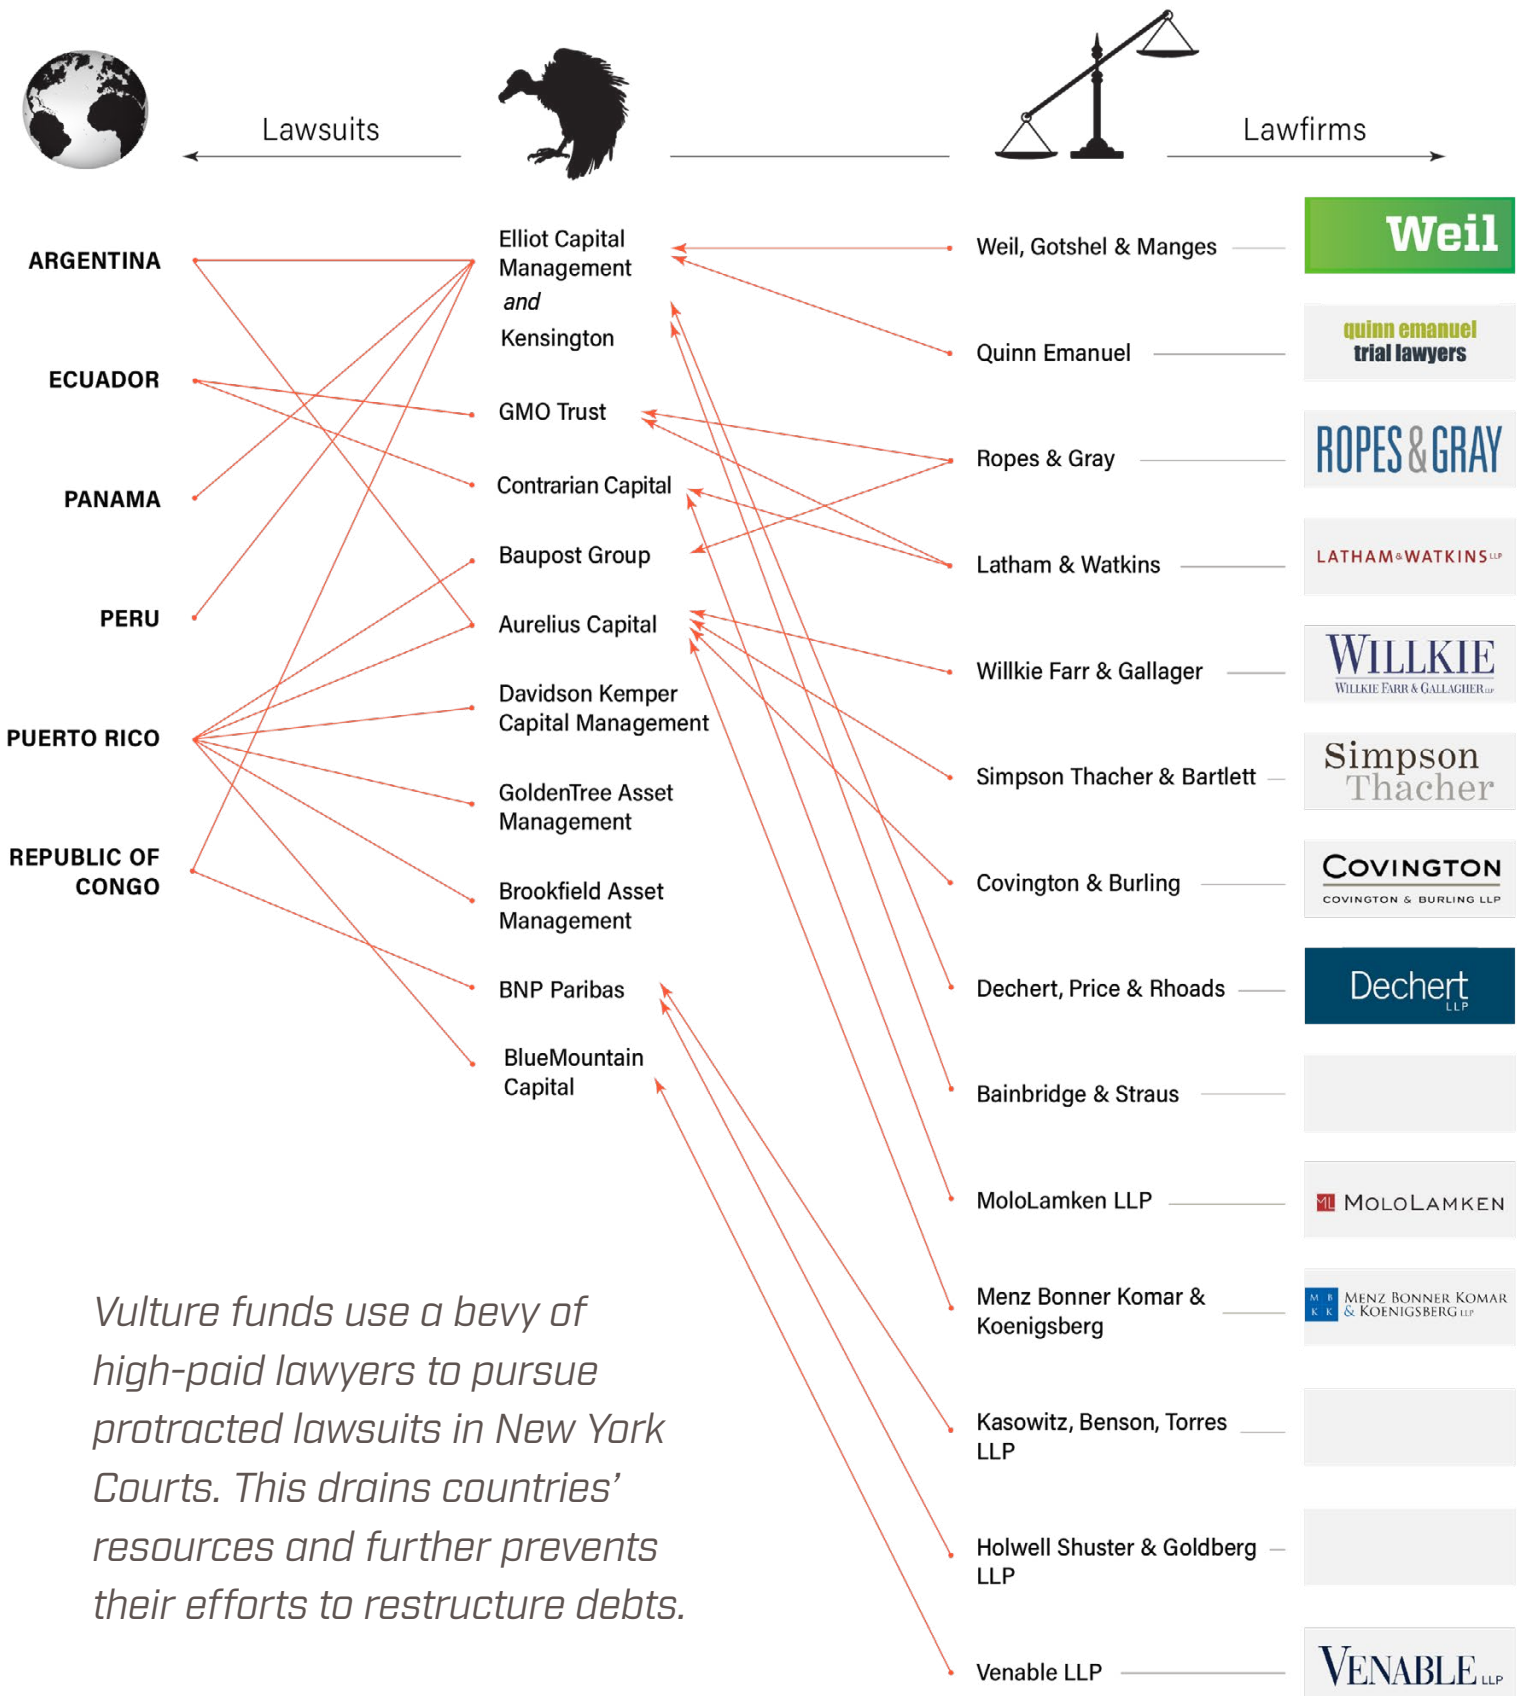 Lawsuits
Lawfirms
ARGENTINA
ECUADOR
PANAMA
PERU
PUERTO RICO
REPUBLIC OF
CONGO
Elliot Capital
Management
and
Kensington
GMO Trust
Contrarian Capital
Baupost Group
Aurelius Capital
Davidson Kemper
Capital Management
GoldenTree Asset
Management
Brookfield Asset
Management
BNP Paribas
BlueMountain
Capital
Weil, Gotshel & Manges
Quinn Emanuel
Ropes & Gray
Latham & Watkins
Willkie Farr & Gallager
Simpson Thacher & Bartlett
Covington & Burling
Dechert, Price & Rhoads
Bainbridge & Straus
MoloLamken LLP
Menz Bonner Komar &
Koenigsberg
Kasowitz, Benson, Torres
LLP
Holwell Shuster & Goldberg
LLP
Venable LLP
Weil
quinn emanuel
trial lawyers
ROPES & GRAY
LATHAM & WATKINS LLP
WILLKIE
WILLKIE FARR & GALLAGHER LLP
Simpson
Thacher
COVINGTON
COVINGTON & BURLING LLP
Dechert
LLP
ML MOLOLAMKEN
M B
K K
MENZ BONNER KOMAR
& KOENIGSBERG LLP
VENABLE LLP
Vulture funds use a bevy of
high-paid lawyers to pursue
protracted lawsuits in New York
Courts. This drains countries’
resources and further prevents
their efforts to restructure debts.